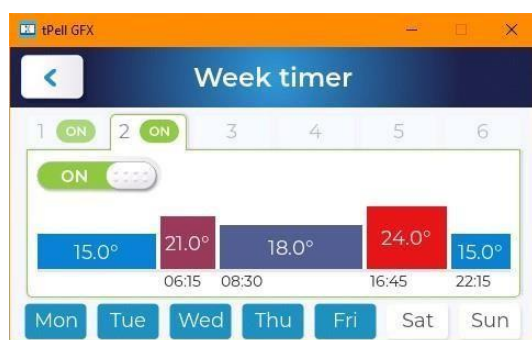 tPell GFX
Week timer
1 ON 2 ON 3 4 5 6
ON
15.0° 21.0° 18.0° 24.0° 15.0°
06:15 08:30 16:45 22:15
Mon Tue Wed Thu Fri Sat Sun